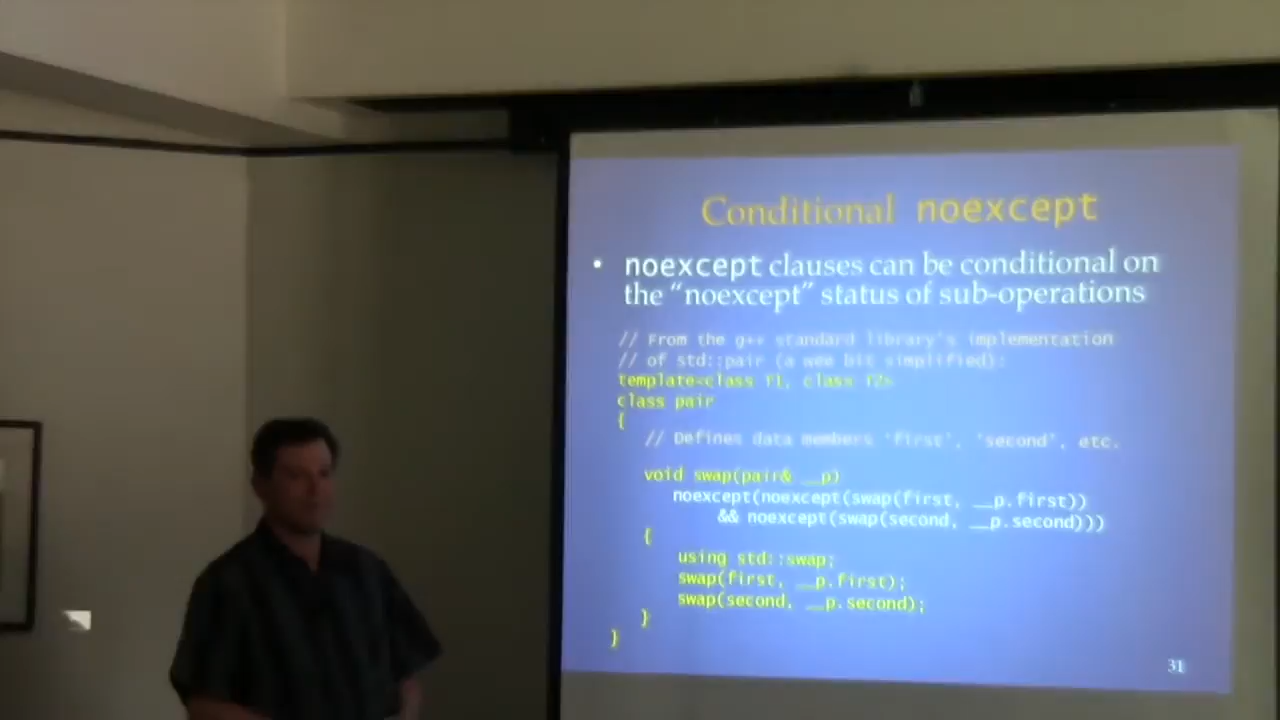 Conditional noexcept
• noexcept clauses can be conditional on
the “noexcept” status of sub-operations
// From the g++ standard library's implementation
// of std::pair (a wee bit simplified):
template<class T1, class T2>
class pair
{
// Defines data members 'first', 'second', etc.
void swap(pair& __p)
noexcept(noexcept(swap(first, __p.first))
&& noexcept(swap(second, __p.second)))
{
using std::swap;
swap(first, __p.first);
swap(second, __p.second);
}
}
31